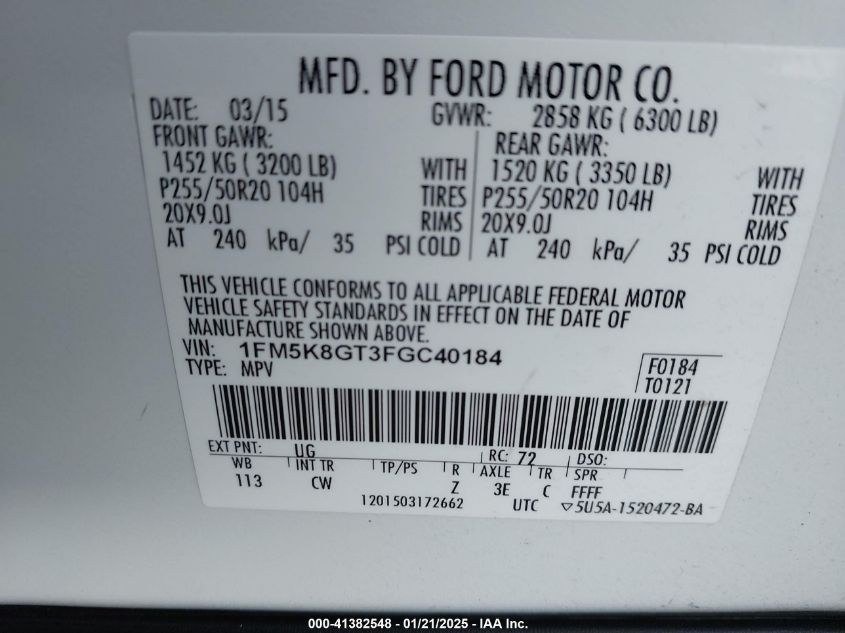 MFD. BY FORD MOTOR CO.
DATE: 03/15 GVWR: 2858 KG ( 6300 LB)
FRONT GAWR: REAR GAWR:
1452 KG ( 3200 LB) WITH 1520 KG ( 3350 LB) WITH
P255/50R20 104H TIRES P255/50R20 104H TIRES
20X9.0J RIMS 20X9.0J RIMS
AT 240 kPa/ 35 PSI COLD AT 240 kPa/ 35 PSI COLD
THIS VEHICLE CONFORMS TO ALL APPLICABLE FEDERAL MOTOR
VEHICLE SAFETY STANDARDS IN EFFECT ON THE DATE OF
MANUFACTURE SHOWN ABOVE.
VIN: 1FM5K8GT3FGC40184
TYPE: MPV
F0184
T0121
EXT PNT: UG RC: 72 DSO:
WB INT TR TP/PS R AXLE TR SPR
113 CW Z 3E C FFFF
1201503172662 UTC ▽5U5A-1520472-BA
000-41382548 - 01/21/2025 - IAA Inc.